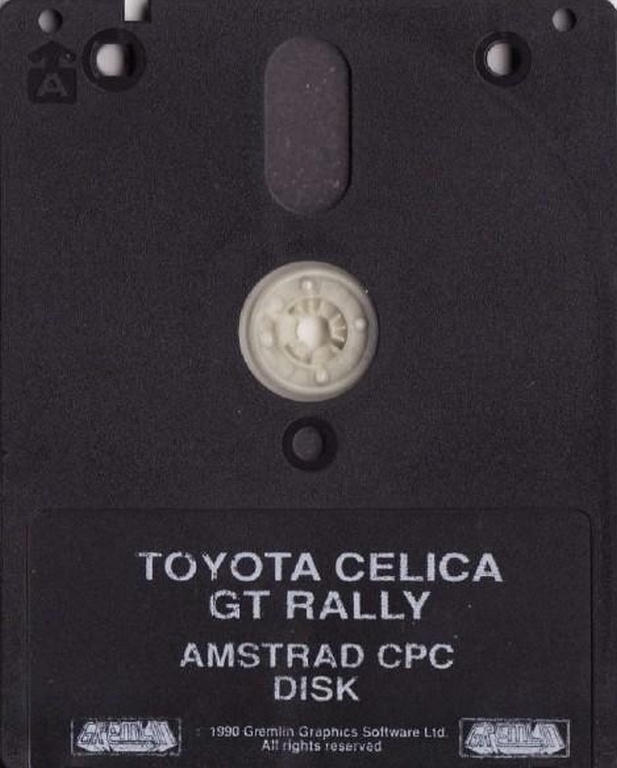 A
TOYOTA CELICA
GT RALLY
AMSTRAD CPC
DISK
GREMLIN
1990 Gremlin Graphics Software Ltd.
All rights reserved
GREMLIN